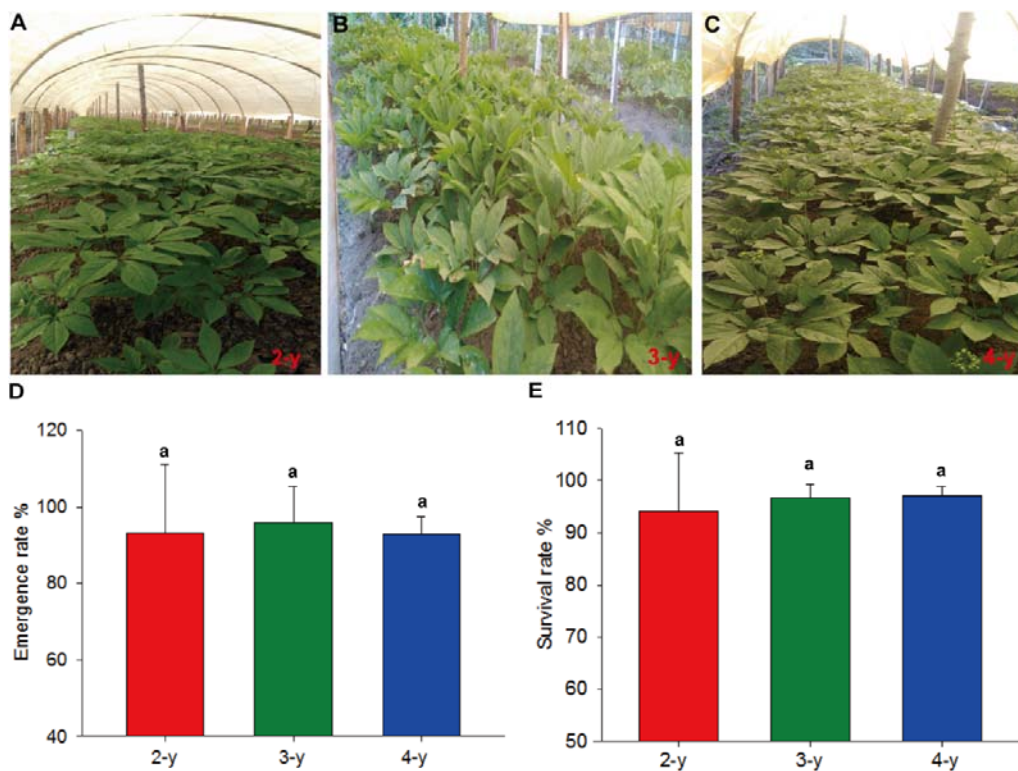 A
B
C
2-y
3-y
4-y
D
E
120
100
80
60
40
Emergence rate %
a
a
a
2-y
3-y
4-y
110
100
90
80
70
60
50
Survival rate %
a
a
a
2-y
3-y
4-y